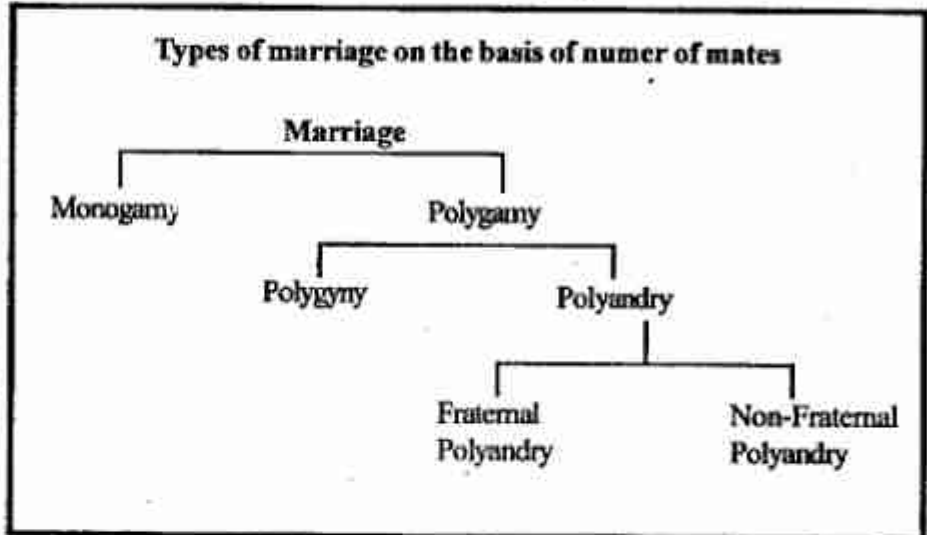 Types of marriage on the basis of numer of mates
Marriage
Monogamy
Polygamy
Polygyny
Polyandry
Fraternal
Polyandry
Non-Fraternal
Polyandry